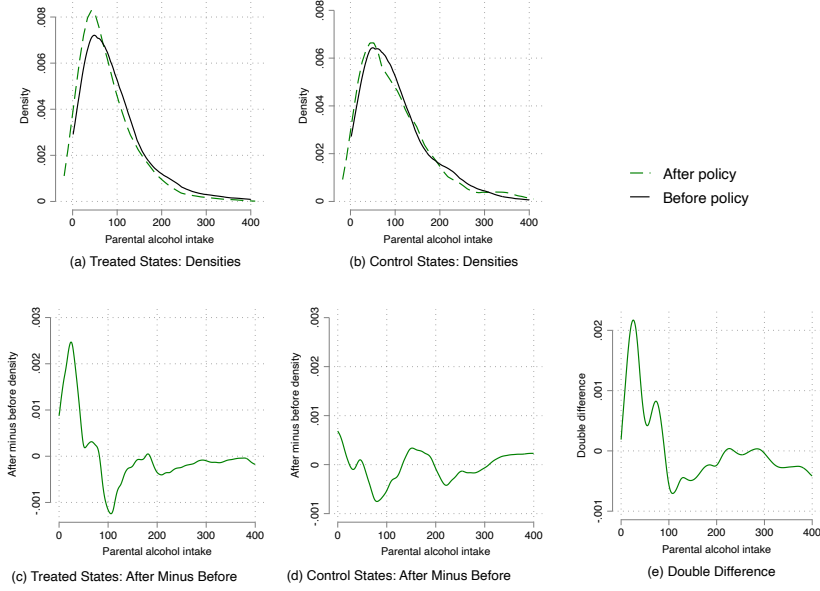 Density
.008
.006
.004
.002
0
0 100 200 300 400
Parental alcohol intake
(a) Treated States: Densities
Density
.008
.006
.004
.002
0
0 100 200 300 400
Parental alcohol intake
(b) Control States: Densities
After policy
Before policy
After minus before density
.003
.002
.001
0
-.001
0 100 200 300 400
Parental alcohol intake
(c) Treated States: After Minus Before
After minus before density
.003
.002
.001
0
-.001
0 100 200 300 400
Parental alcohol intake
(d) Control States: After Minus Before
Double difference
.002
.001
0
-.001
0 100 200 300 400
Parental alcohol intake
(e) Double Difference